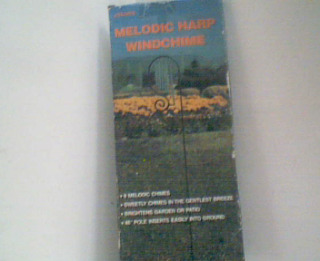 MELODIC HARP
WINDCHIME
• MELODIC CHIMES
• SWEETLY CHIMES IN THE GENTLEST BREEZE
• BRIGHTENS GARDEN OR PATIO
POLE INSERTS EASILY INTO GROUND